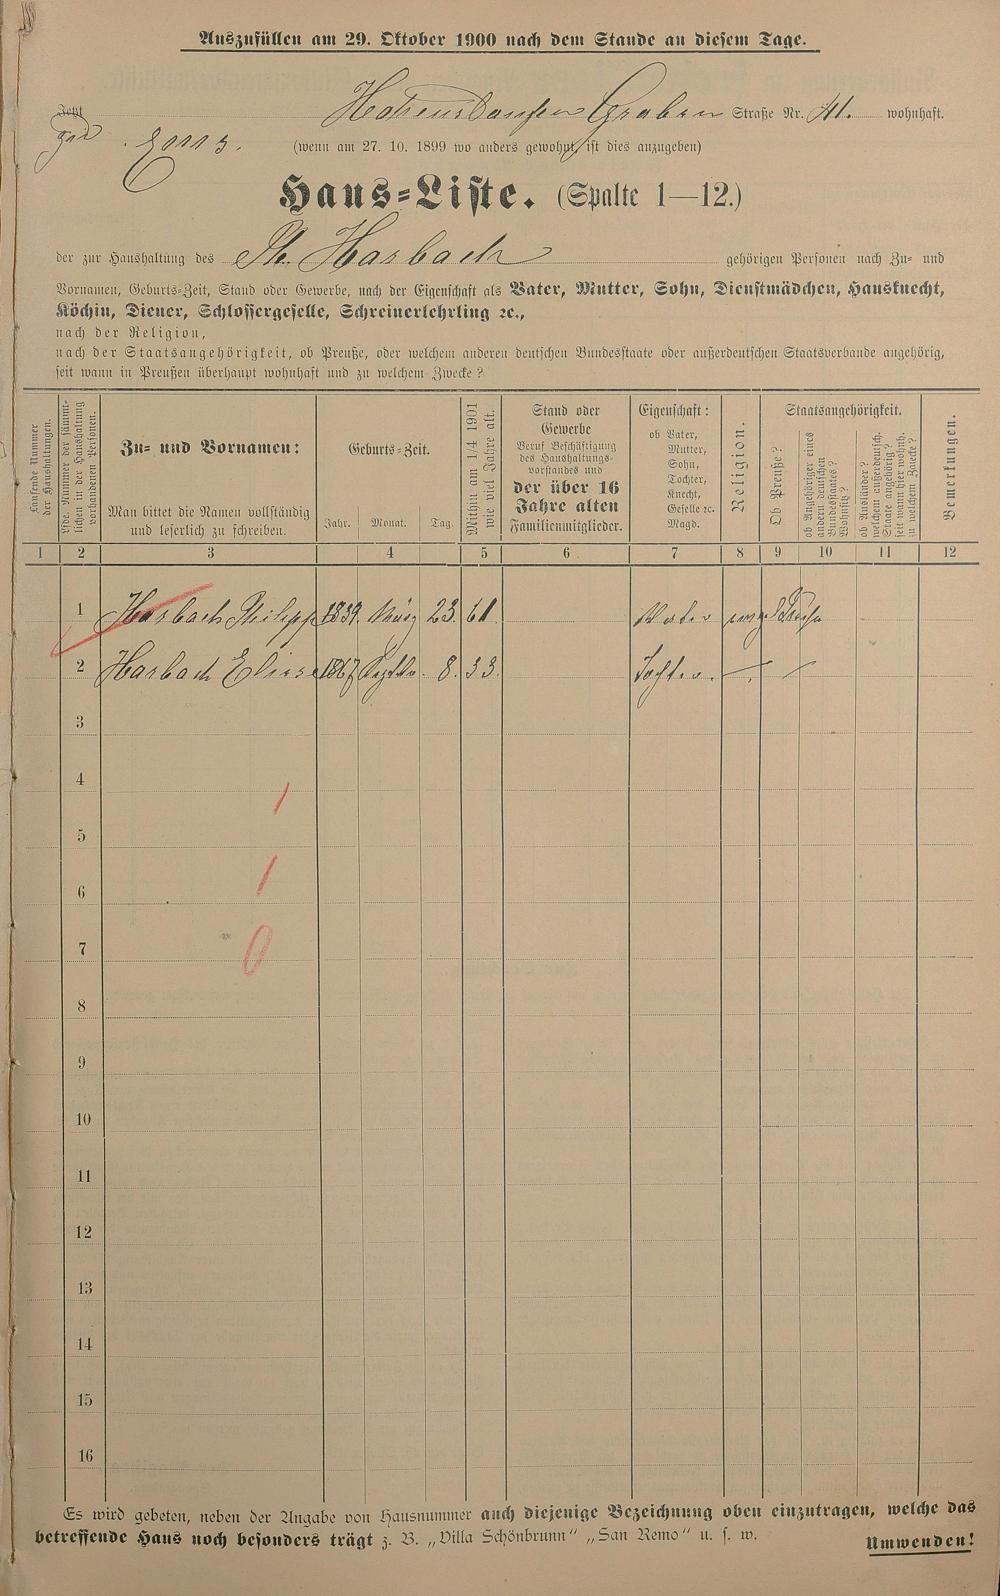 Auszufüllen am 29. Oktober 1900 nach dem Stande an diesem Tage.
Jetzt Hohenstaufen Graben Straße Nr. 41. wohnhaft.
Ems. (wenn am 27. 10. 1899 wo anders gewohnt, ist dies anzugeben)
Haus-Liste. (Spalte 1—12.)
der zur Haushaltung des Ph. Harbach gehörigen Personen nach Zu- und
Vornamen, Geburts-Zeit, Stand oder Gewerbe, nach der Eigenschaft als Vater, Mutter, Sohn, Dienstmädchen, Hausknecht,
Köchin, Diener, Schlossergeselle, Schreinerlehrling ec.,
nach der Religion,
nach der Staatsangehörigkeit, ob Preuße, oder welchem anderen deutschen Bundesstaate oder außerdeutschen Staatsverbande angehörig,
seit wann in Preußen überhaupt wohnhaft und zu welchem Zwecke?
Laufende Nummer
der Haushaltungen.
Lfde. Nummer der sämmt-
lichen in der Haushaltung
vorhandenen Personen.
Zu- und Vornamen:
Man bittet die Namen vollständig
und leserlich zu schreiben.
Geburts-Zeit.
Jahr. Monat. Tag.
Mithin am 1/4 1901
wie viel Jahre alt.
Stand oder
Gewerbe
Beruf Beschäftigung
des Haushaltungs-
vorstandes und
der über 16
Jahre alten
Familienmitglieder.
Eigenschaft:
ob Vater,
Mutter,
Sohn,
Tochter,
Knecht,
Geselle ec.
Magd.
Religion.
Staatsangehörigkeit.
Ob Preuße?
ob Angehöriger eines
andern deutschen
Bundesstaates?
Wohnsitz?
ob Ausländer?
welchem außerdeutsch.
Staate angehörig?
seit wann hier wohnh.
zu welchem Zwecke?
Bemerkungen.
1 2 3 4 5 6 7 8 9 10 11 12
1 Harbach Philipp 1839. März 23. 61. Vater evgl Preuße
2 Harbach Elise 1867 Septbr. 8. 33. Tochter. — —
3
4
5
6
7
8
9
10
11
12
13
14
15
16
Es wird gebeten, neben der Angabe von Hausnummer auch diejenige Bezeichnung oben einzutragen, welche das
betreffende Haus noch besonders trägt z. B. „Villa Schönbrunn“ „San Remo“ u. s. w. Umwenden!